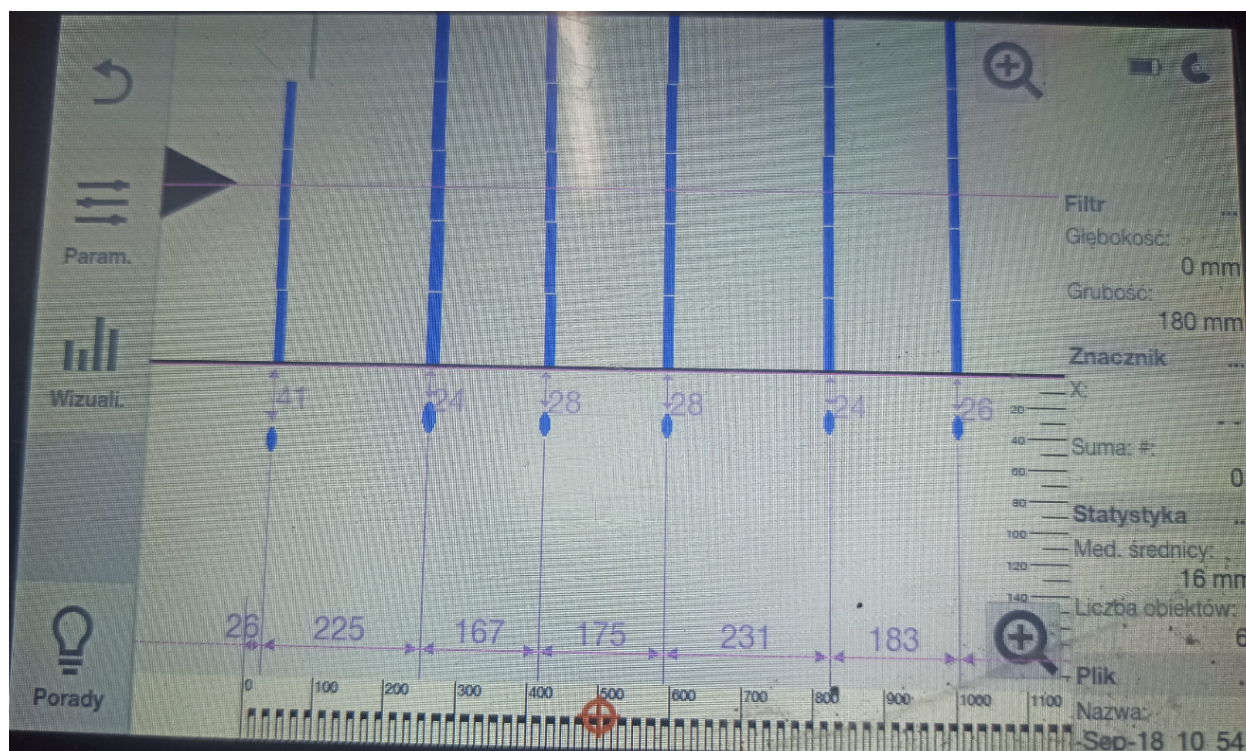 Param.
Wizuali.
Porady
41
24
28
28
24
26
26
225
167
175
231
183
0
100
200
300
400
500
600
700
800
900
1000
1100
20
40
60
80
100
120
140
Filtr ...
Głębokość:
0 mm
Grubość:
180 mm
Znacznik ...
X:
- -
Suma: #:
0
Statystyka ..
Med. średnicy:
16 mm
Liczba obiektów:
6
Plik
Nazwa:
Sep-18 10 54